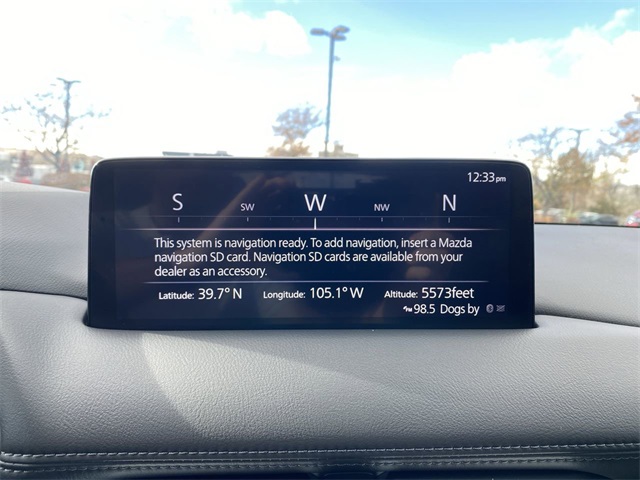 12:33pm
S SW W NW N
This system is navigation ready. To add navigation, insert a Mazda
navigation SD card. Navigation SD cards are available from your
dealer as an accessory.
Latitude: 39.7° N Longitude: 105.1° W Altitude: 5573feet
FM 98.5 Dogs by